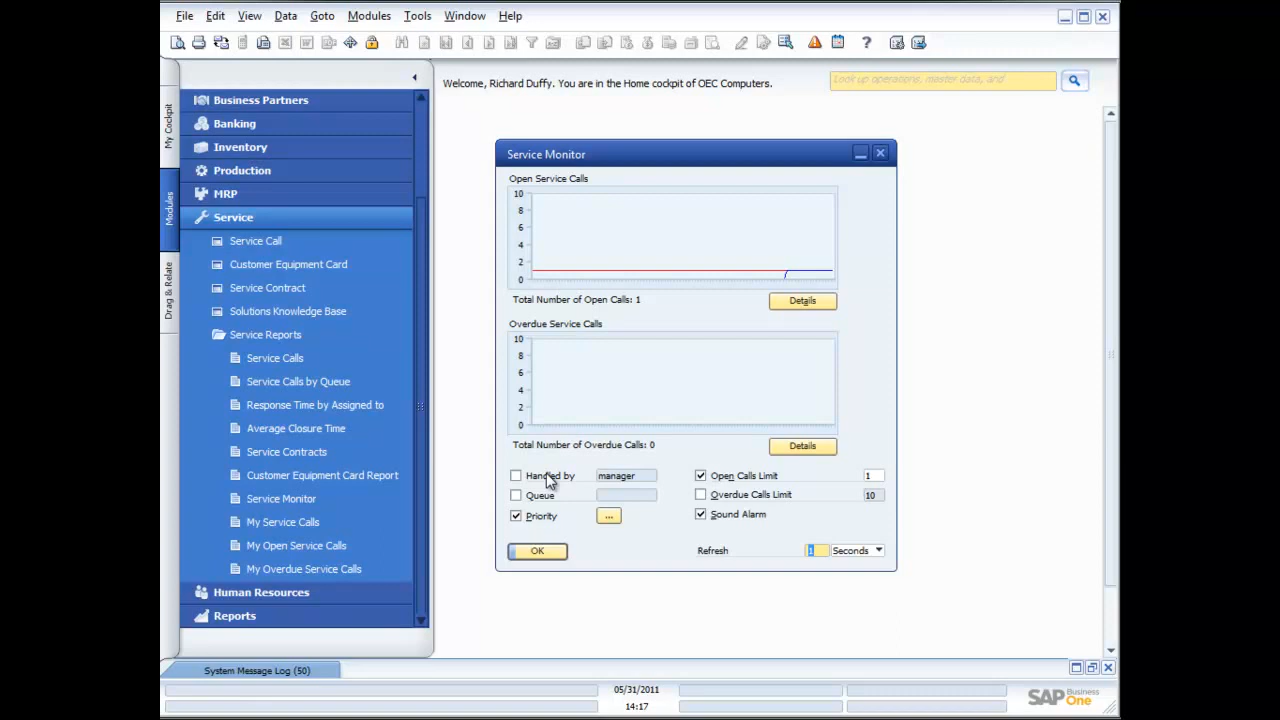 File Edit View Data Goto Modules Tools Window Help
Welcome, Richard Duffy. You are in the Home cockpit of OEC Computers.
Look up operations, master data, and
My Cockpit
Modules
Drag & Relate
Business Partners
Banking
Inventory
Production
MRP
Service
Service Call
Customer Equipment Card
Service Contract
Solutions Knowledge Base
Service Reports
Service Calls
Service Calls by Queue
Response Time by Assigned to
Average Closure Time
Service Contracts
Customer Equipment Card Report
Service Monitor
My Service Calls
My Open Service Calls
My Overdue Service Calls
Human Resources
Reports
Service Monitor
Open Service Calls
10
8
6
4
2
0
Total Number of Open Calls: 1
Details
Overdue Service Calls
10
8
6
4
2
0
Total Number of Overdue Calls: 0
Details
Handled by manager
Open Calls Limit 1
Queue
Overdue Calls Limit 10
Priority ...
Sound Alarm
OK
Refresh 1 Seconds
System Message Log (50)
05/31/2011
14:17
SAP Business One